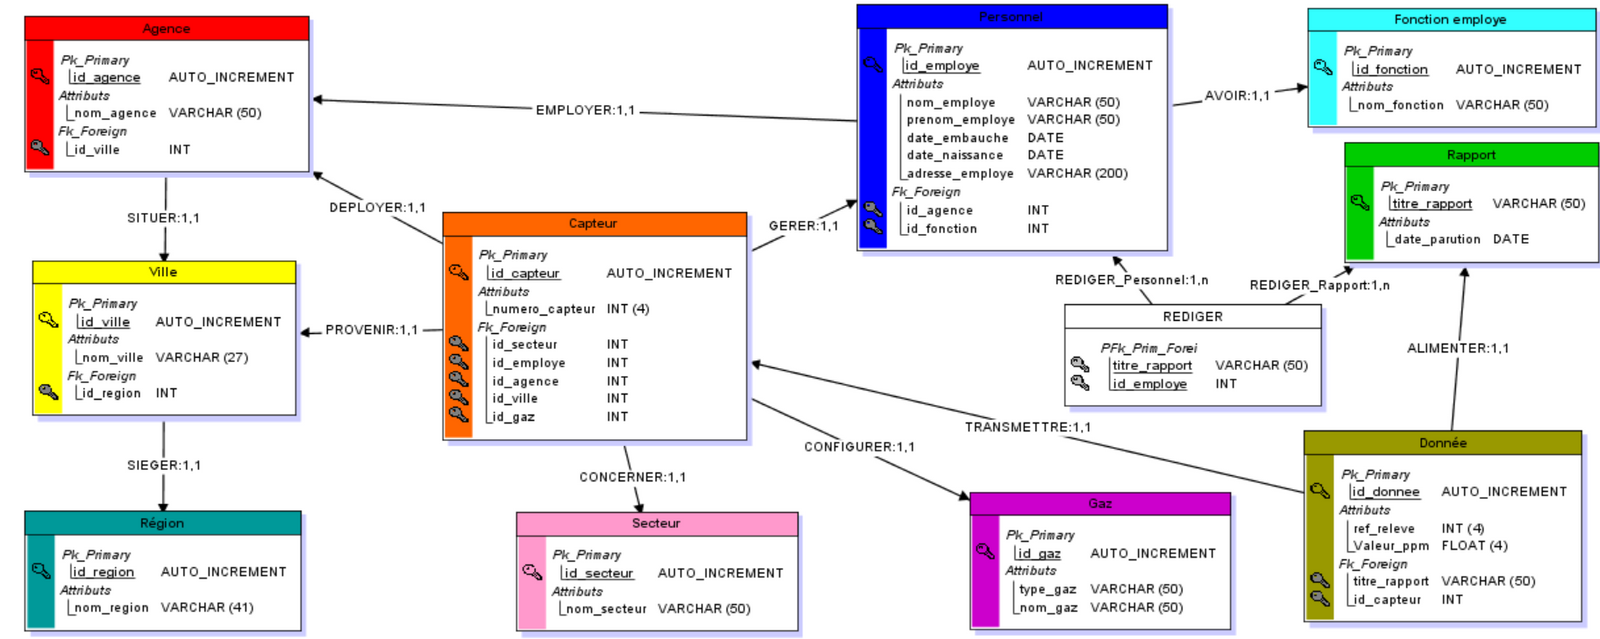 Agence
Pk_Primary
id_agence AUTO_INCREMENT
Attributs
nom_agence VARCHAR (50)
Fk_Foreign
id_ville INT
EMPLOYER:1,1
Personnel
Pk_Primary
id_employe AUTO_INCREMENT
Attributs
nom_employe VARCHAR (50)
prenom_employe VARCHAR (50)
date_embauche DATE
date_naissance DATE
adresse_employe VARCHAR (200)
Fk_Foreign
id_agence INT
id_fonction INT
AVOIR:1,1
Fonction employe
Pk_Primary
id_fonction AUTO_INCREMENT
Attributs
nom_fonction VARCHAR (50)
Rapport
Pk_Primary
titre_rapport VARCHAR (50)
Attributs
date_parution DATE
SITUER:1,1
DEPLOYER:1,1
GERER:1,1
Ville
Pk_Primary
id_ville AUTO_INCREMENT
Attributs
nom_ville VARCHAR (27)
Fk_Foreign
id_region INT
PROVENIR:1,1
Capteur
Pk_Primary
id_capteur AUTO_INCREMENT
Attributs
numero_capteur INT (4)
Fk_Foreign
id_secteur INT
id_employe INT
id_agence INT
id_ville INT
id_gaz INT
REDIGER_Personnel:1,n
REDIGER_Rapport:1,n
REDIGER
PFk_Prim_Forei
titre_rapport VARCHAR (50)
id_employe INT
ALIMENTER:1,1
TRANSMETTRE:1,1
CONFIGURER:1,1
SIEGER:1,1
CONCERNER:1,1
Région
Pk_Primary
id_region AUTO_INCREMENT
Attributs
nom_region VARCHAR (41)
Secteur
Pk_Primary
id_secteur AUTO_INCREMENT
Attributs
nom_secteur VARCHAR (50)
Gaz
Pk_Primary
id_gaz AUTO_INCREMENT
Attributs
type_gaz VARCHAR (50)
nom_gaz VARCHAR (50)
Donnée
Pk_Primary
id_donnee AUTO_INCREMENT
Attributs
ref_releve INT (4)
Valeur_ppm FLOAT (4)
Fk_Foreign
titre_rapport VARCHAR (50)
id_capteur INT